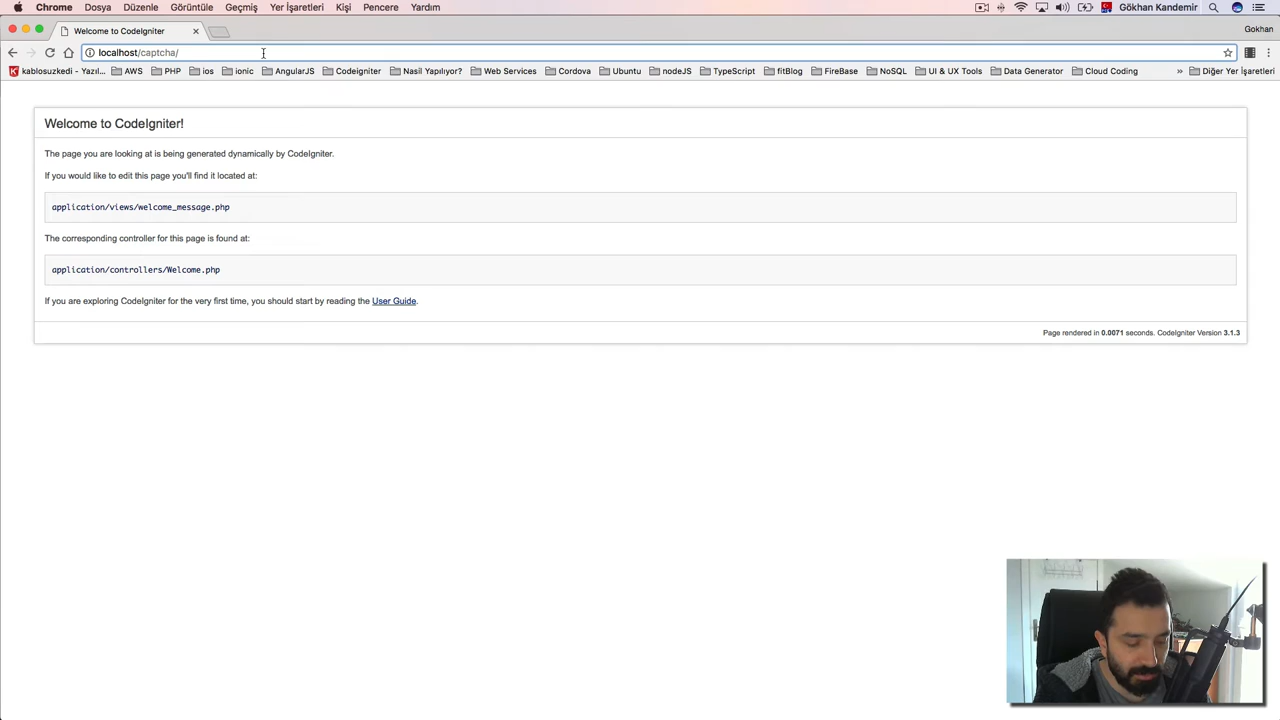 Chrome Dosya Düzenle Görüntüle Geçmiş Yer İşaretleri Kişi Pencere Yardım Gökhan Kandemir
Welcome to CodeIgniter Gokhan
localhost/captcha/
kablosuzkedi - Yazıl... AWS PHP ios ionic AngularJS Codeigniter Nasil Yapılıyor? Web Services Cordova Ubuntu nodeJS TypeScript fitBlog FireBase NoSQL UI & UX Tools Data Generator Cloud Coding » Diğer Yer İşaretleri
Welcome to CodeIgniter!
The page you are looking at is being generated dynamically by CodeIgniter.
If you would like to edit this page you'll find it located at:
application/views/welcome_message.php
The corresponding controller for this page is found at:
application/controllers/Welcome.php
If you are exploring CodeIgniter for the very first time, you should start by reading the User Guide.
Page rendered in 0.0071 seconds. CodeIgniter Version 3.1.3